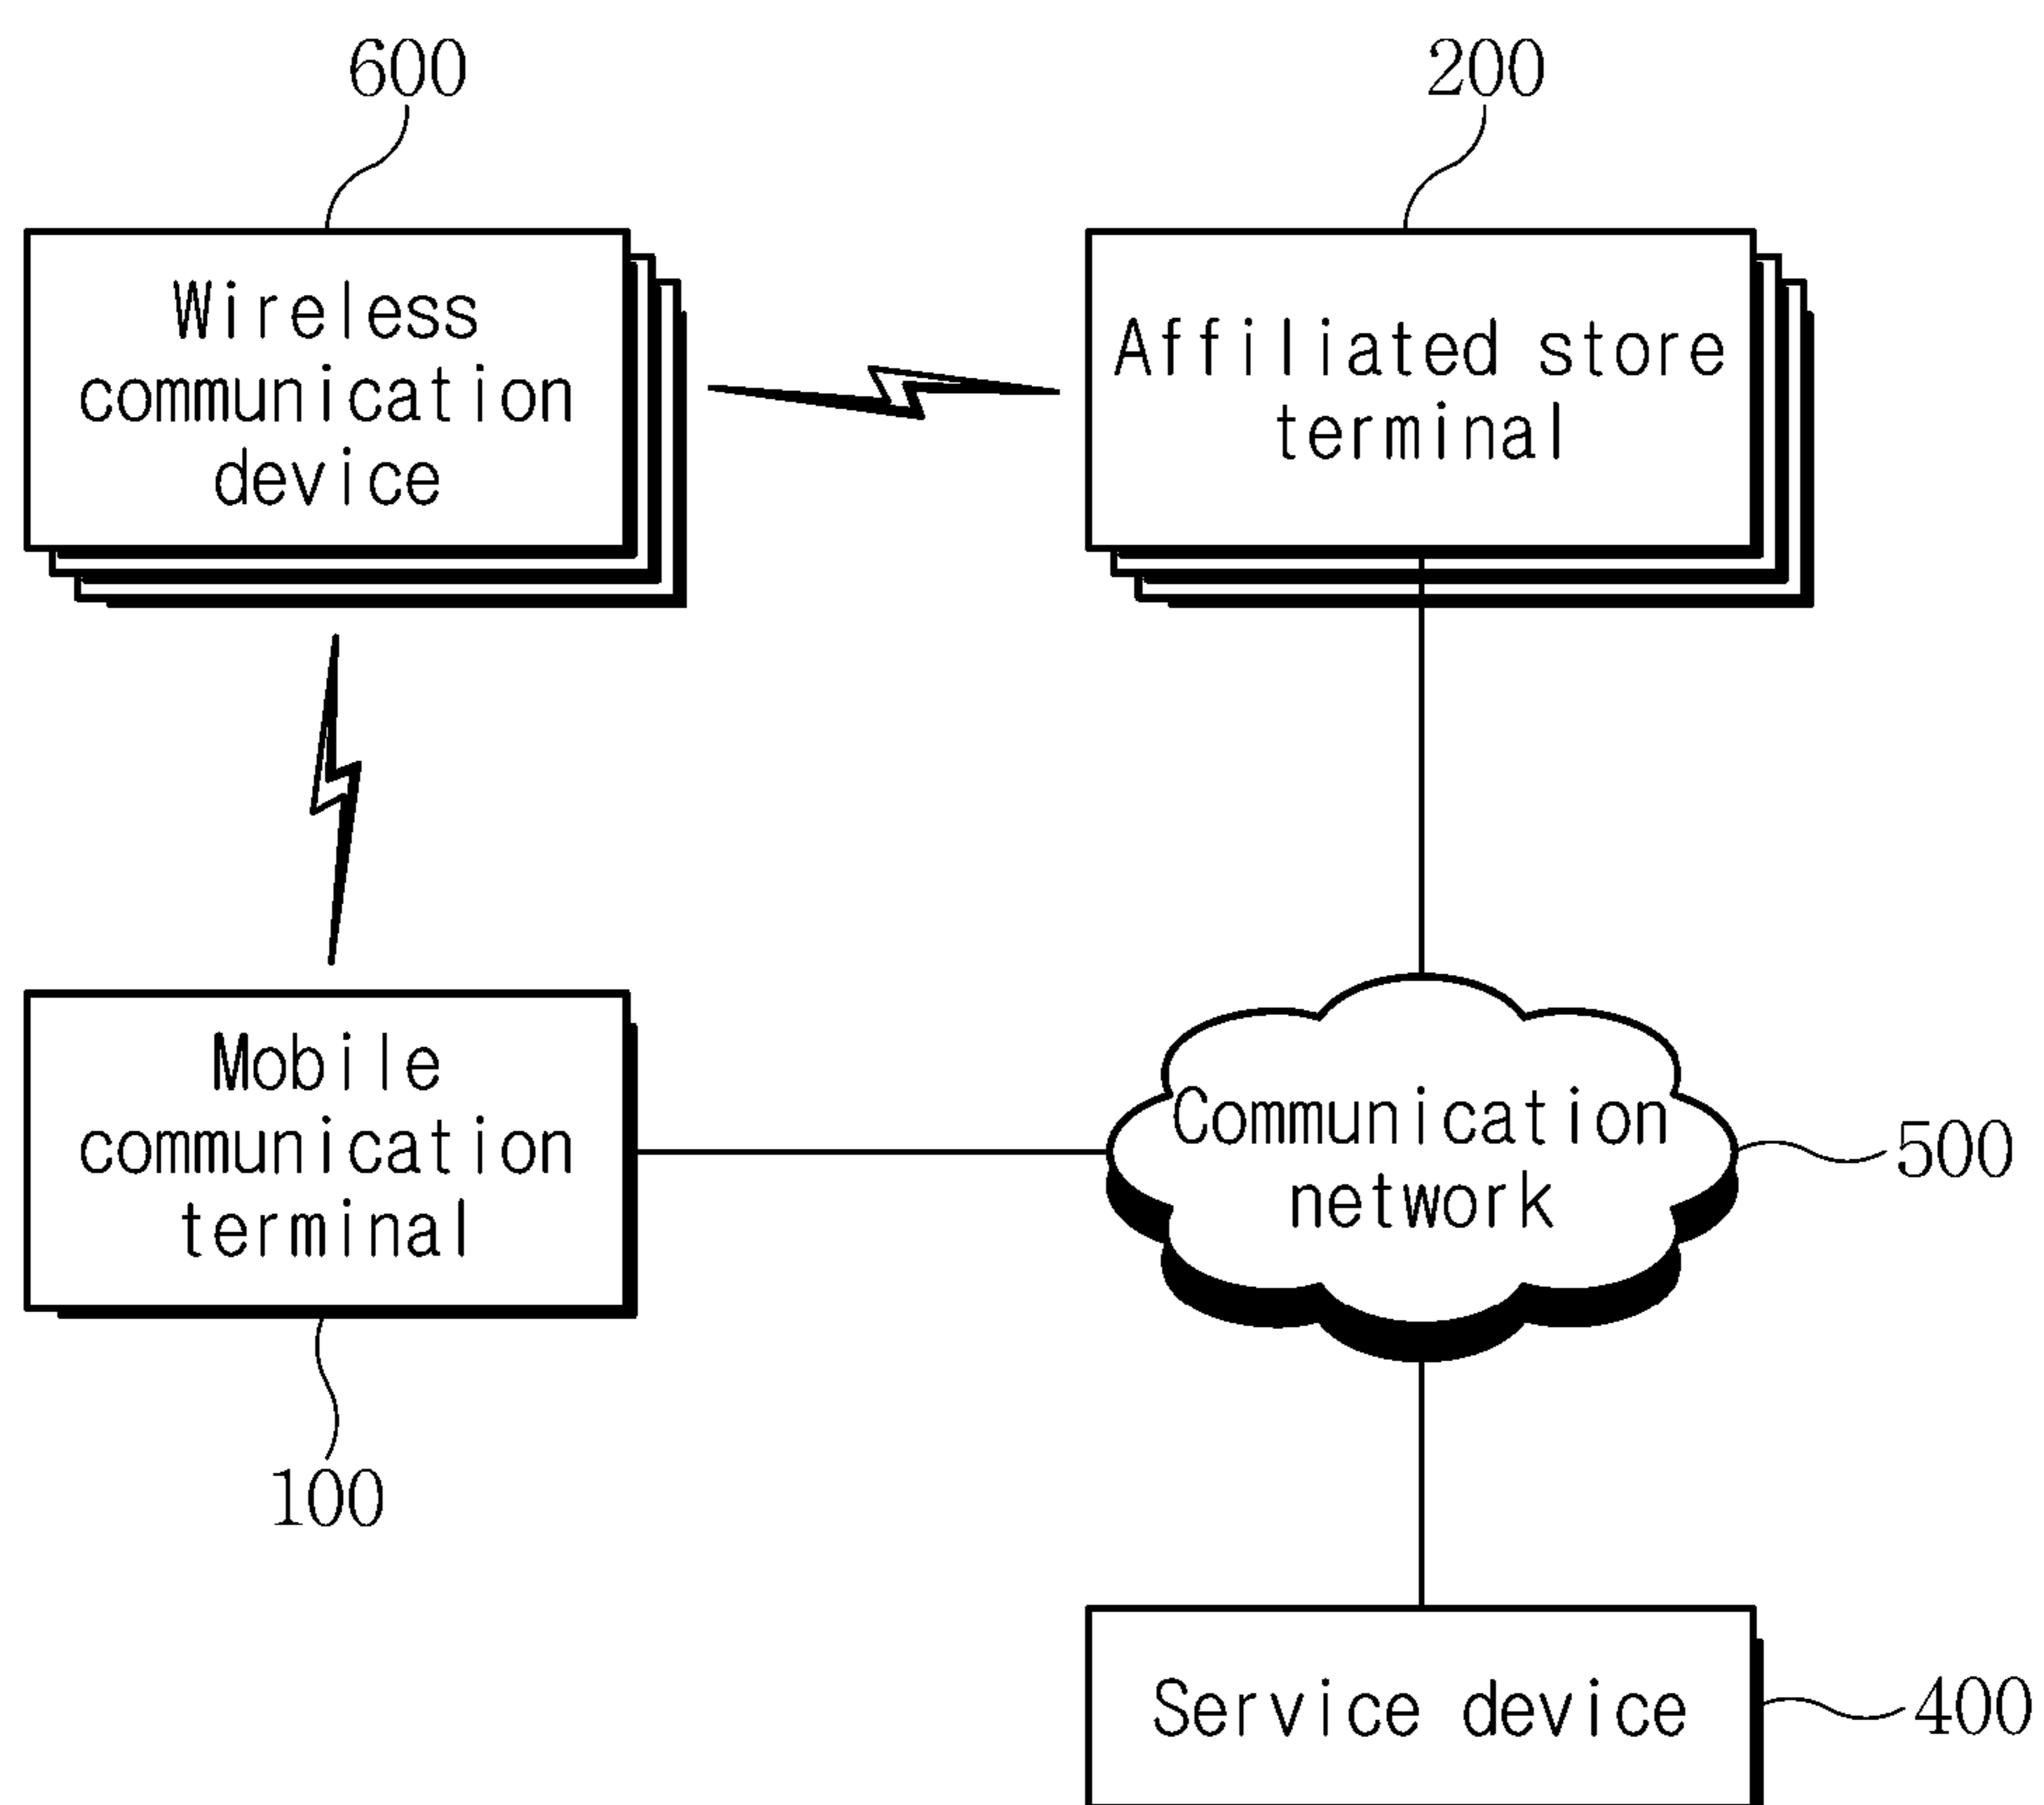 600
200
Wireless
communication
device
Affiliated store
terminal
Mobile
communication
terminal
Communication
network
500
100
Service device
400